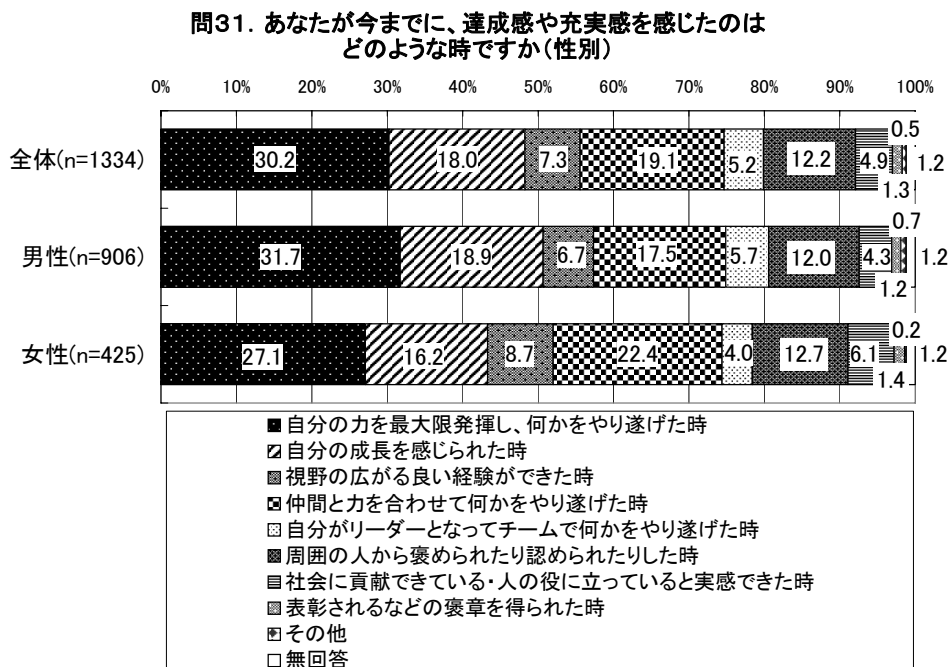 問31．あなたが今までに、達成感や充実感を感じたのは
どのような時ですか（性別）
0% 10% 20% 30% 40% 50% 60% 70% 80% 90% 100%
全体(n=1334) 30.2 18.0 7.3 19.1 5.2 12.2 4.9 1.3 0.5 1.2
男性(n=906) 31.7 18.9 6.7 17.5 5.7 12.0 4.3 1.2 0.7 1.2
女性(n=425) 27.1 16.2 8.7 22.4 4.0 12.7 6.1 1.4 0.2 1.2
自分の力を最大限発揮し、何かをやり遂げた時
自分の成長を感じられた時
視野の広がる良い経験ができた時
仲間と力を合わせて何かをやり遂げた時
自分がリーダーとなってチームで何かをやり遂げた時
周囲の人から褒められたり認められたりした時
社会に貢献できている・人の役に立っていると実感できた時
表彰されるなどの褒章を得られた時
その他
無回答